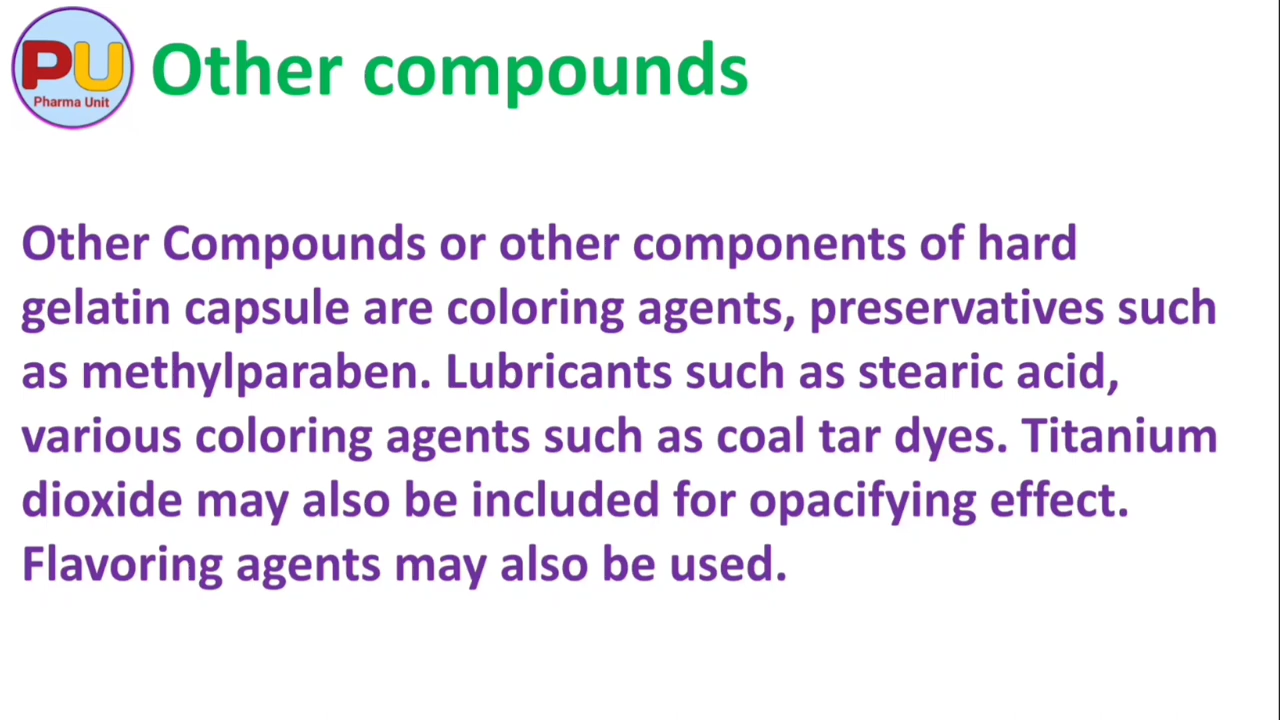 PU
Pharma Unit
Other compounds
Other Compounds or other components of hard
gelatin capsule are coloring agents, preservatives such
as methylparaben. Lubricants such as stearic acid,
various coloring agents such as coal tar dyes. Titanium
dioxide may also be included for opacifying effect.
Flavoring agents may also be used.